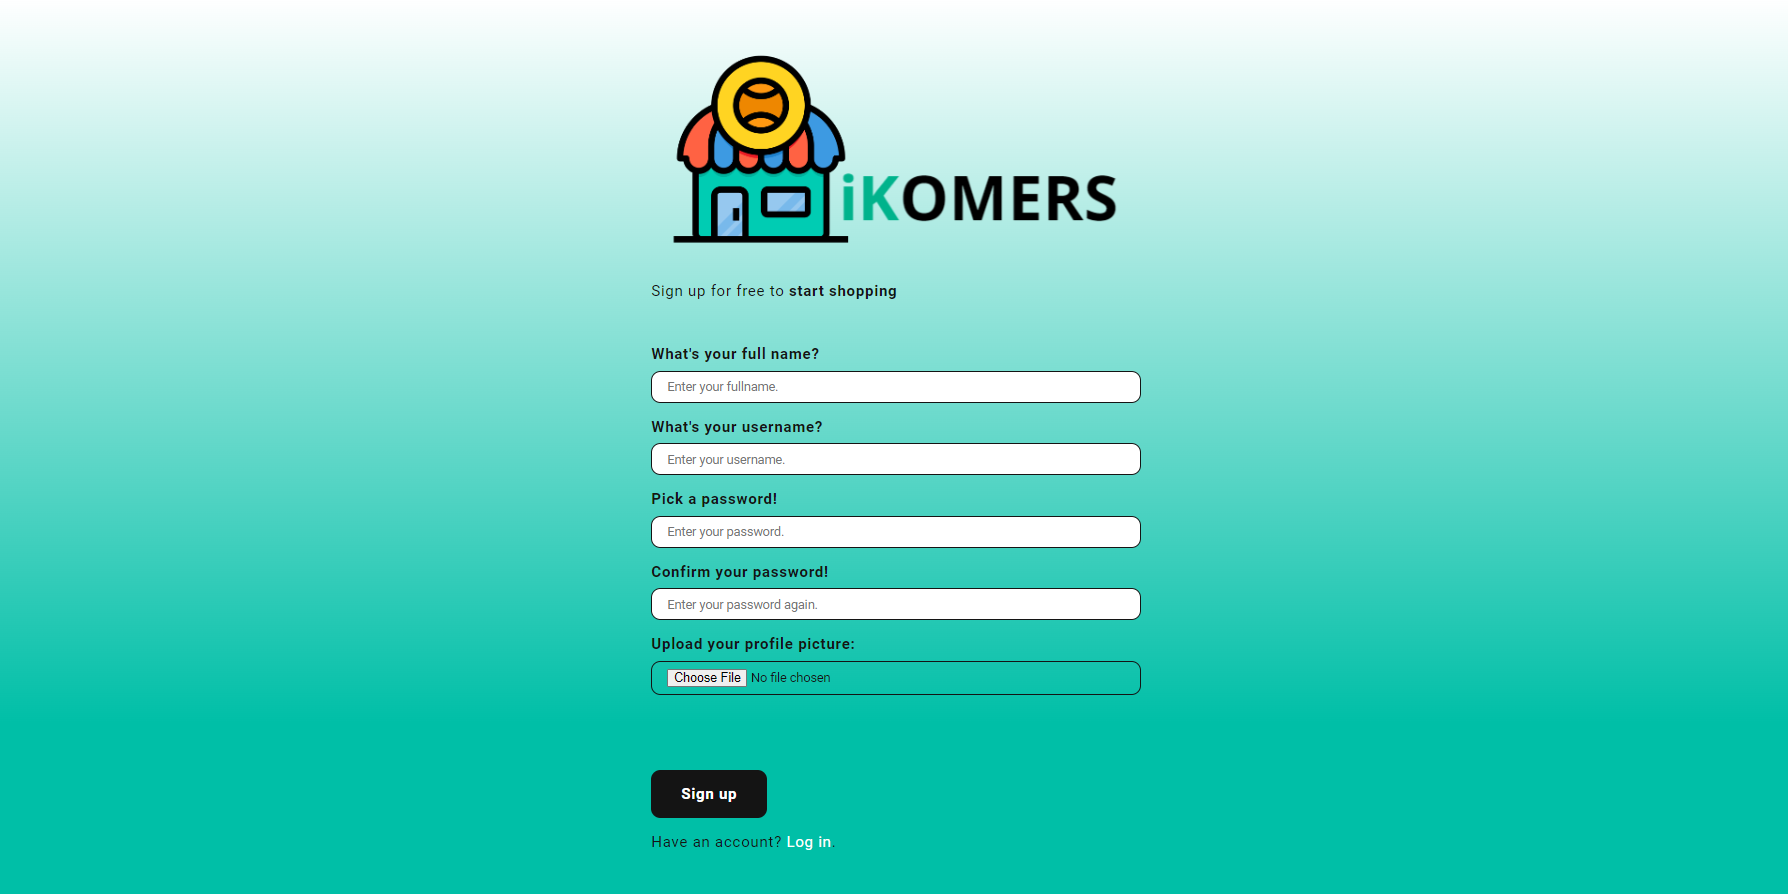 iKOMERS
Sign up for free to start shopping
What's your full name?
Enter your fullname.
What's your username?
Enter your username.
Pick a password!
Enter your password.
Confirm your password!
Enter your password again.
Upload your profile picture:
Choose File No file chosen
Sign up
Have an account? Log in.